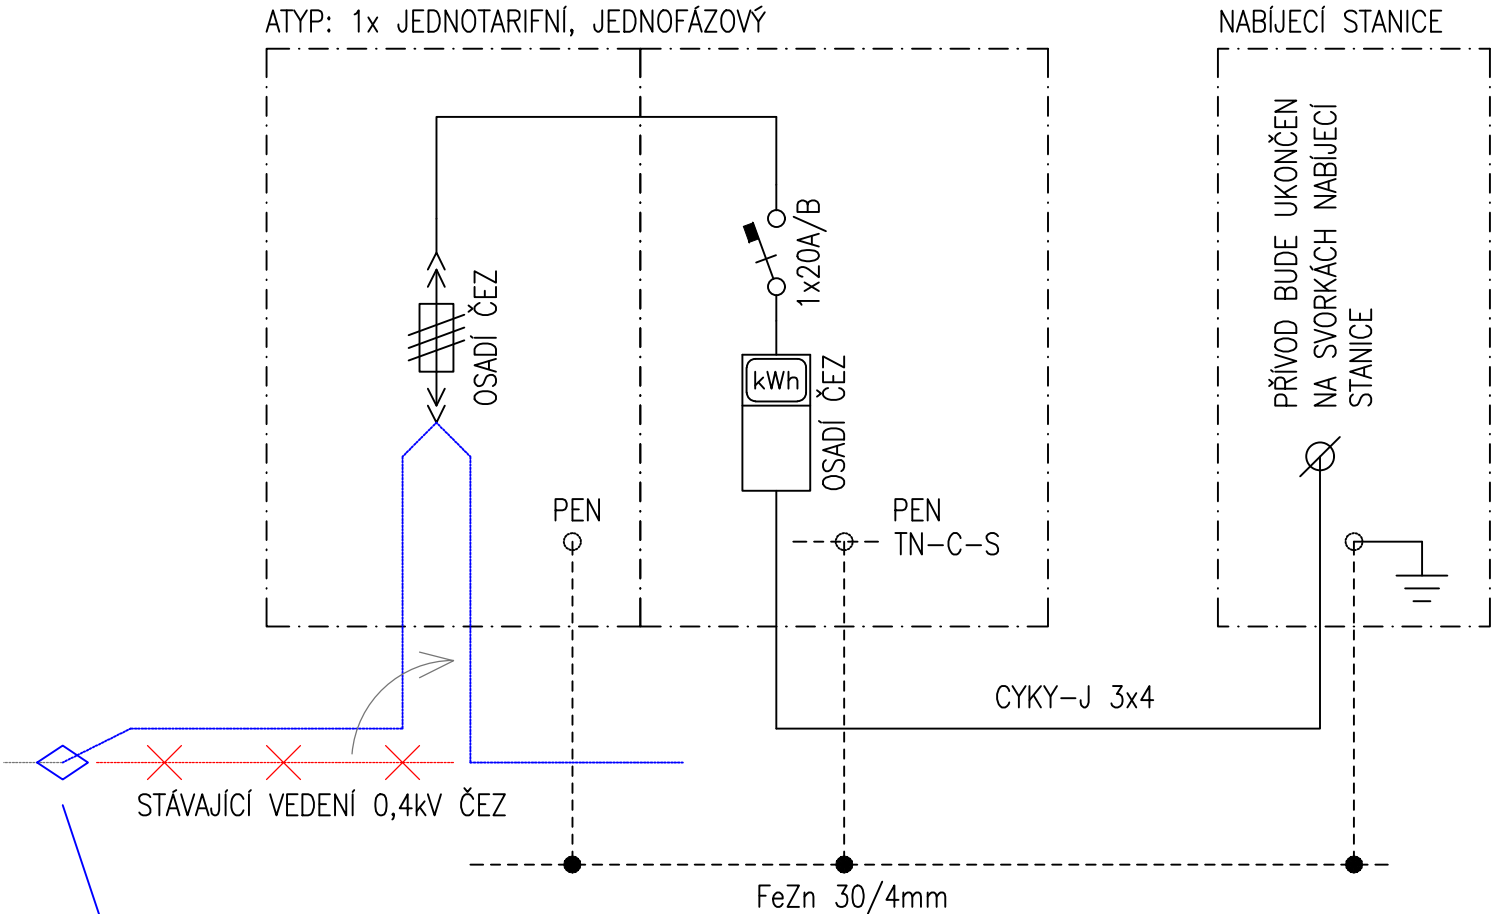 ATYP: 1x JEDNOTARIFNÍ, JEDNOFÁZOVÝ
NABÍJECÍ STANICE
OSADÍ ČEZ
1x20A/B
kWh
OSADÍ ČEZ
PŘÍVOD BUDE UKONČEN
NA SVORKÁCH NABÍJECÍ
STANICE
PEN
PEN
TN-C-S
CYKY-J 3x4
STÁVAJÍCÍ VEDENÍ 0,4kV ČEZ
FeZn 30/4mm